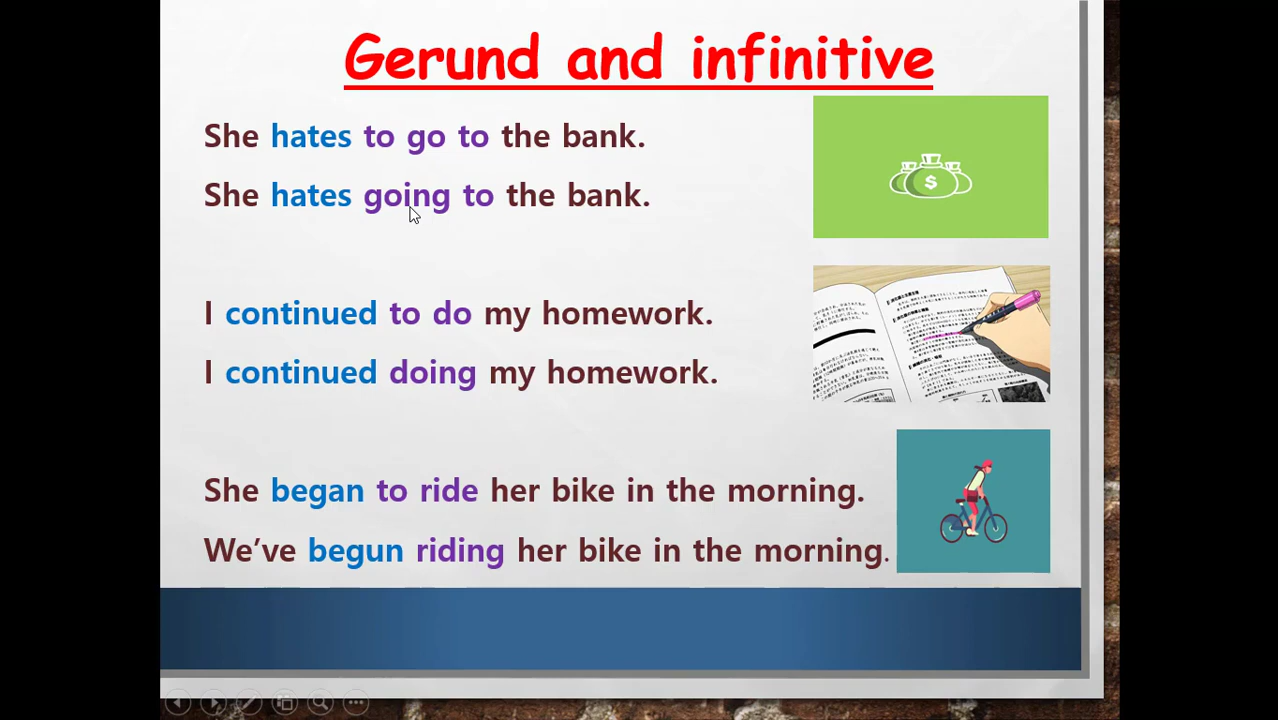 Gerund and infinitive
She hates to go to the bank.
She hates going to the bank.
I continued to do my homework.
I continued doing my homework.
She began to ride her bike in the morning.
We’ve begun riding her bike in the morning.